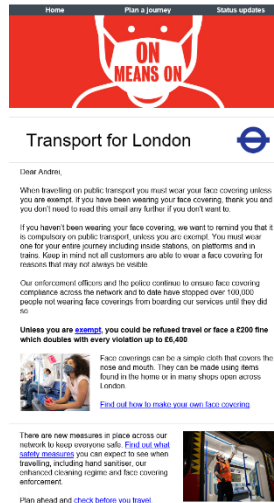 Home Plan a journey Status updates
ON
MEANS ON
Transport for London
Dear Andrei,
When travelling on public transport you must wear your face covering unless
you are exempt. If you have been wearing your face covering, thank you and
you don't need to read this email any further if you don't want to.
If you haven't been wearing your face covering, we want to remind you that it
is compulsory on public transport, unless you are exempt. You must wear
one for your entire journey including inside stations, on platforms and in
trains. Keep in mind not all customers are able to wear a face covering for
reasons that may not always be visible.
Our enforcement officers and the police continue to ensure face covering
compliance across the network and to date have stopped over 100,000
people not wearing face coverings from boarding our services until they did
so.
Unless you are exempt, you could be refused travel or face a £200 fine
which doubles with every violation up to £6,400
Face coverings can be a simple cloth that covers the
nose and mouth. They can be made using items
found in the home or in many shops open across
London.
Find out how to make your own face covering
There are new measures in place across our
network to keep everyone safe. Find out what
safety measures you can expect to see when
travelling, including hand sanitiser, our
enhanced cleaning regime and face covering
enforcement.
Plan ahead and check before you travel.